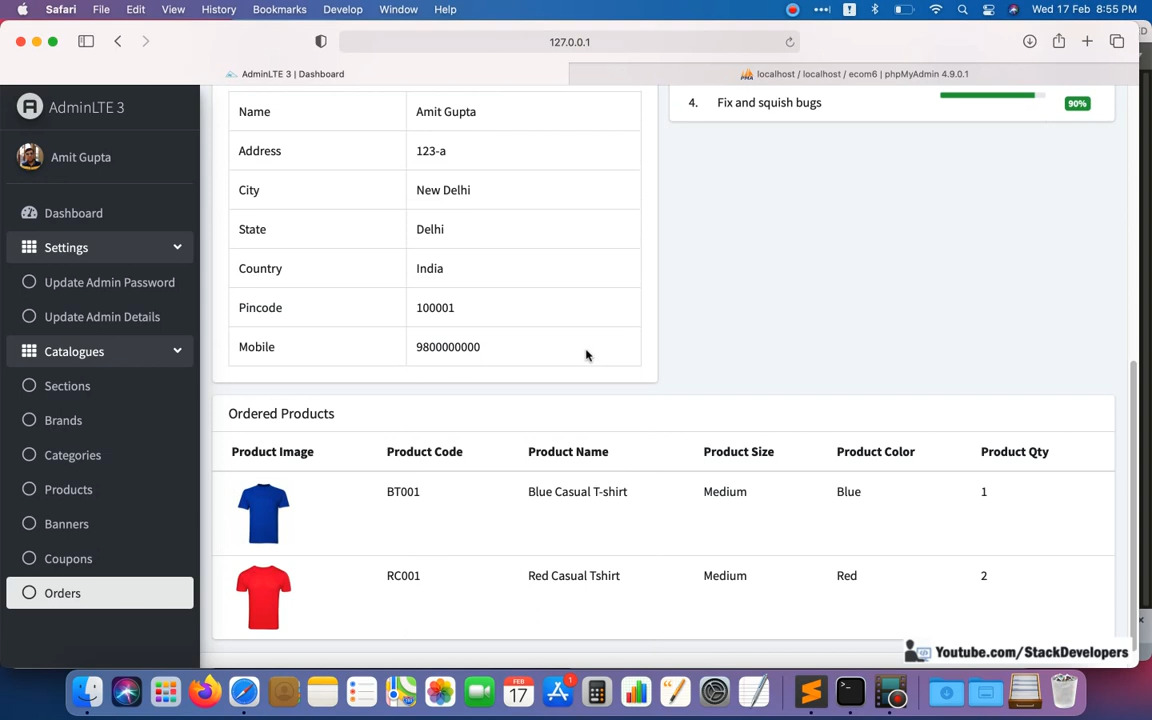 Safari File Edit View History Bookmarks Develop Window Help Wed 17 Feb 8:55 PM
127.0.0.1
AdminLTE 3 | Dashboard
localhost / localhost / ecom6 | phpMyAdmin 4.9.0.1
AdminLTE 3
Amit Gupta
Dashboard
Settings
Update Admin Password
Update Admin Details
Catalogues
Sections
Brands
Categories
Products
Banners
Coupons
Orders
Name Amit Gupta
Address 123-a
City New Delhi
State Delhi
Country India
Pincode 100001
Mobile 9800000000
4. Fix and squish bugs 90%
Ordered Products
Product Image Product Code Product Name Product Size Product Color Product Qty
BT001 Blue Casual T-shirt Medium Blue 1
RC001 Red Casual Tshirt Medium Red 2
Youtube.com/StackDevelopers
FEB
17
1